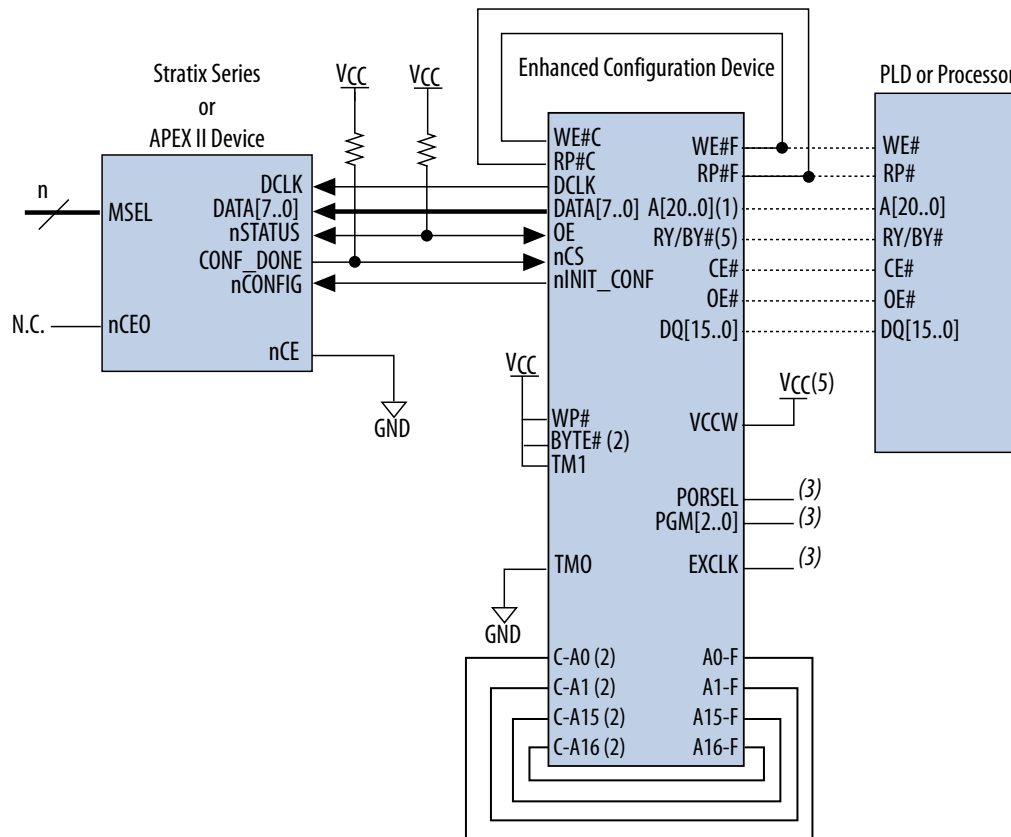 Stratix Series
or
APEX II Device
VCC
VCC
Enhanced Configuration Device
PLD or Processor
n
MSEL
DCLK
DATA[7..0]
nSTATUS
CONF_DONE
nCONFIG
N.C.
nCEO
nCE
GND
WE#C
RP#C
DCLK
DATA[7..0]
OE
nCS
nINIT_CONF
WE#F
RP#F
A[20..0](1)
RY/BY#(5)
CE#
OE#
DQ[15..0]
WE#
RP#
A[20..0]
RY/BY#
CE#
OE#
DQ[15..0]
VCC
WP#
BYTE# (2)
TM1
VCCW
VCC(5)
PORSEL
(3)
PGM[2..0]
(3)
TMO
EXCLK
(3)
GND
C-A0 (2)
A0-F
C-A1 (2)
A1-F
C-A15 (2)
A15-F
C-A16 (2)
A16-F